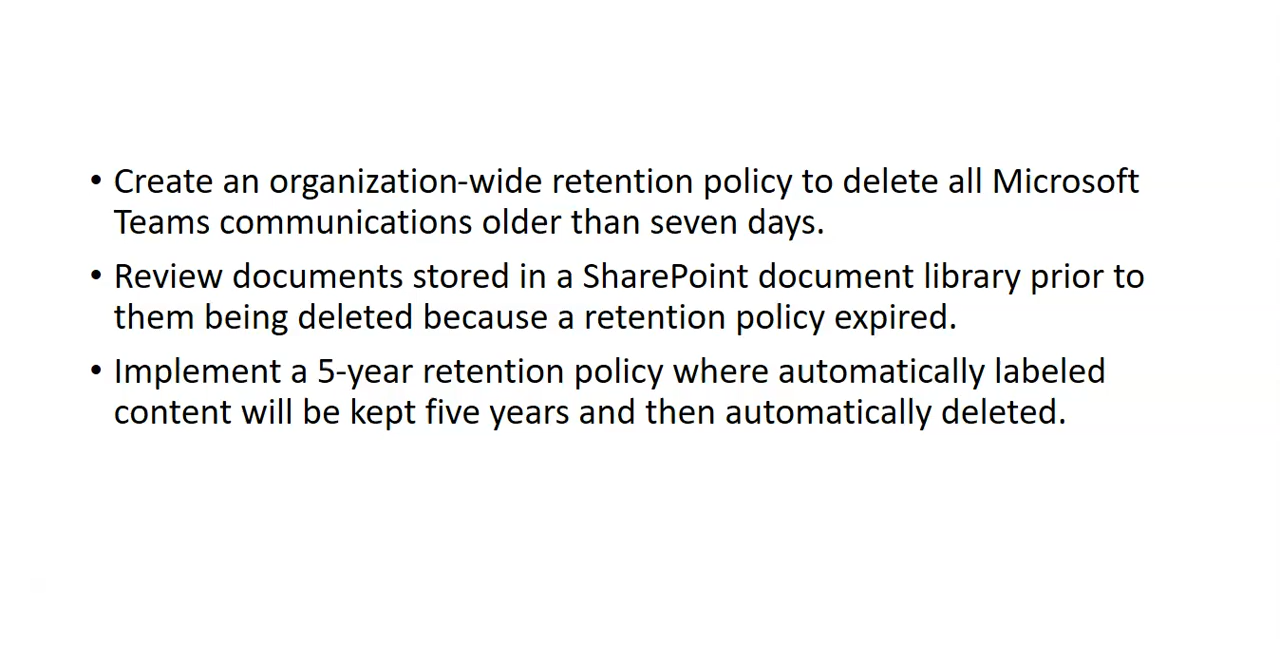 • Create an organization-wide retention policy to delete all Microsoft
Teams communications older than seven days.
• Review documents stored in a SharePoint document library prior to
them being deleted because a retention policy expired.
• Implement a 5-year retention policy where automatically labeled
content will be kept five years and then automatically deleted.